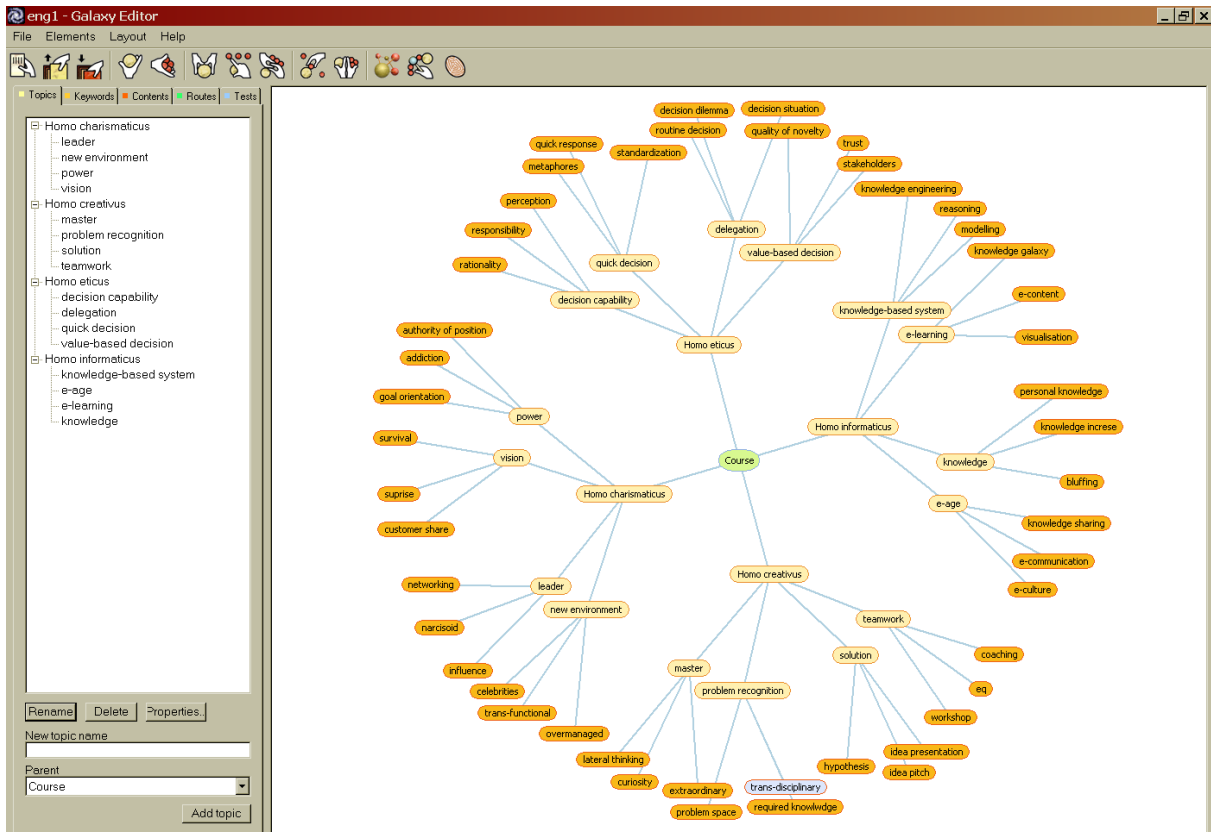 eng1 - Galaxy Editor
File Elements Layout Help
Topics Keywords Contents Routes Tests
Homo charismaticus
leader
new environment
power
vision
Homo creativus
master
problem recognition
solution
teamwork
Homo eticus
decision capability
delegation
quick decision
value-based decision
Homo informaticus
knowledge-based system
e-age
e-learning
knowledge
Rename Delete Properties..
New topic name
Parent
Course
Add topic
decision dilemma
decision situation
routine decision
quality of novelty
quick response
standardization
trust
metaphores
stakeholders
knowledge engineering
perception
reasoning
responsibility
delegation
modelling
rationality
quick decision
value-based decision
knowledge galaxy
decision capability
e-content
knowledge-based system
authority of position
Homo eticus
e-learning
visualisation
addiction
goal orientation
personal knowledge
power
Homo informaticus
knowledge increse
survival
vision
Course
knowledge
bluffing
suprise
Homo charismaticus
e-age
customer share
knowledge sharing
e-communication
networking
leader
Homo creativus
e-culture
new environment
narcisoid
teamwork
influence
master
solution
coaching
celebrities
problem recognition
eq
trans-functional
workshop
overmanaged
idea presentation
lateral thinking
hypothesis
idea pitch
curiosity
extraordinary
trans-disciplinary
problem space
required knowlwdge